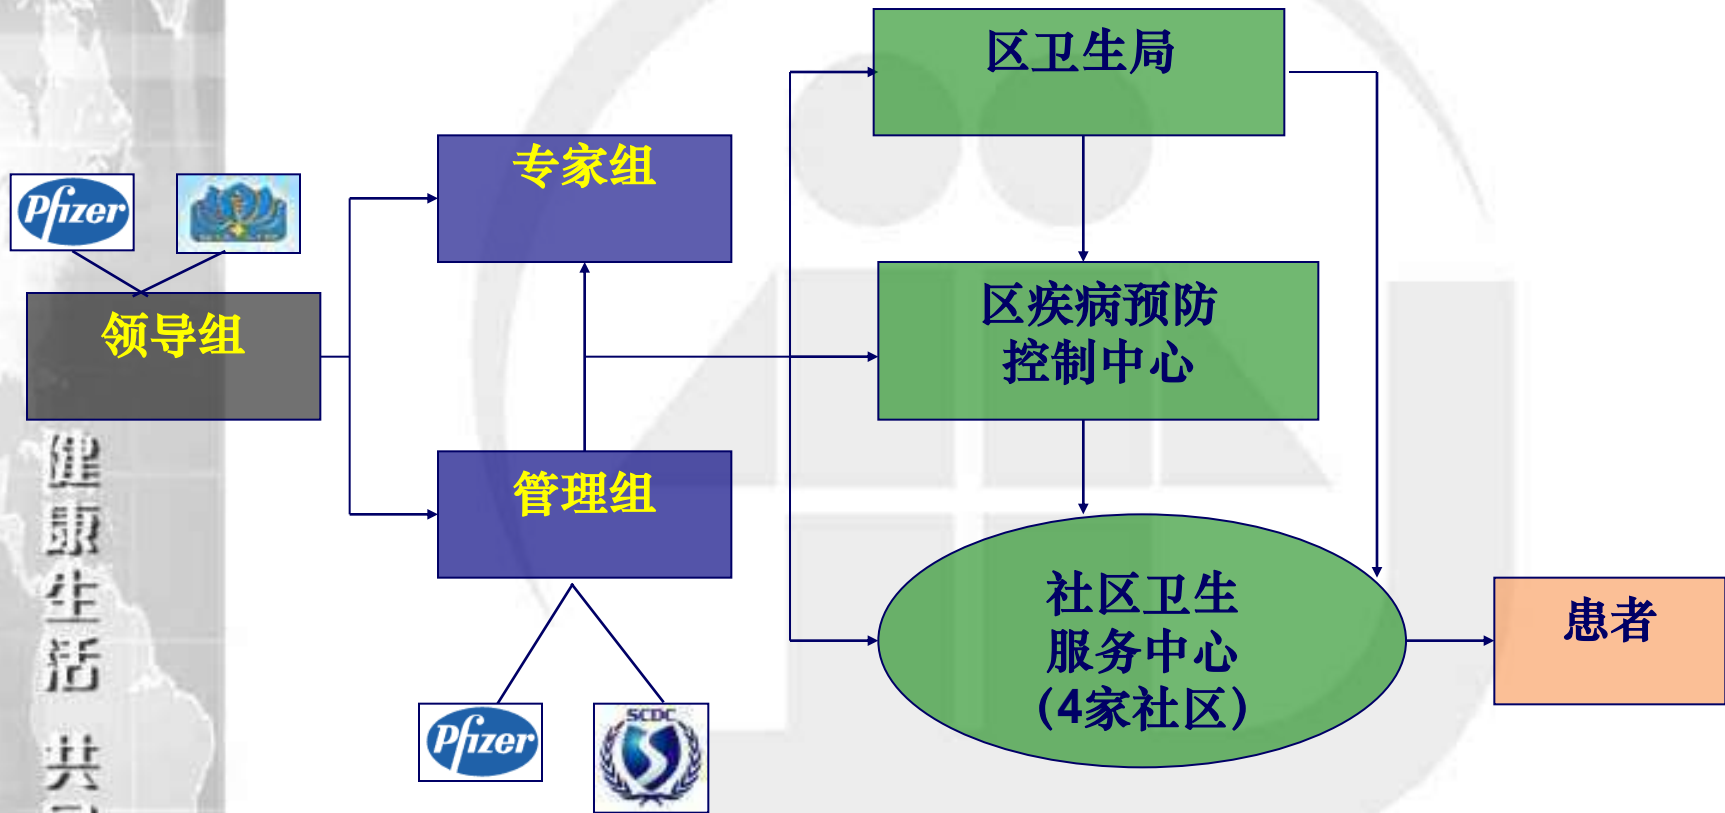 区卫生局
专家组
Pfizer
领导组
区疾病预防
控制中心
管理组
社区卫生
服务中心
(4家社区)
患者
Pfizer
SCDC
健康生活 共